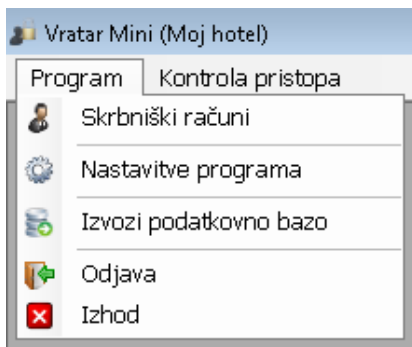 Vratar Mini (Moj hotel)
Program Kontrola pristopa
Skrbniški računi
Nastavitve programa
Izvozi podatkovno bazo
Odjava
Izhod